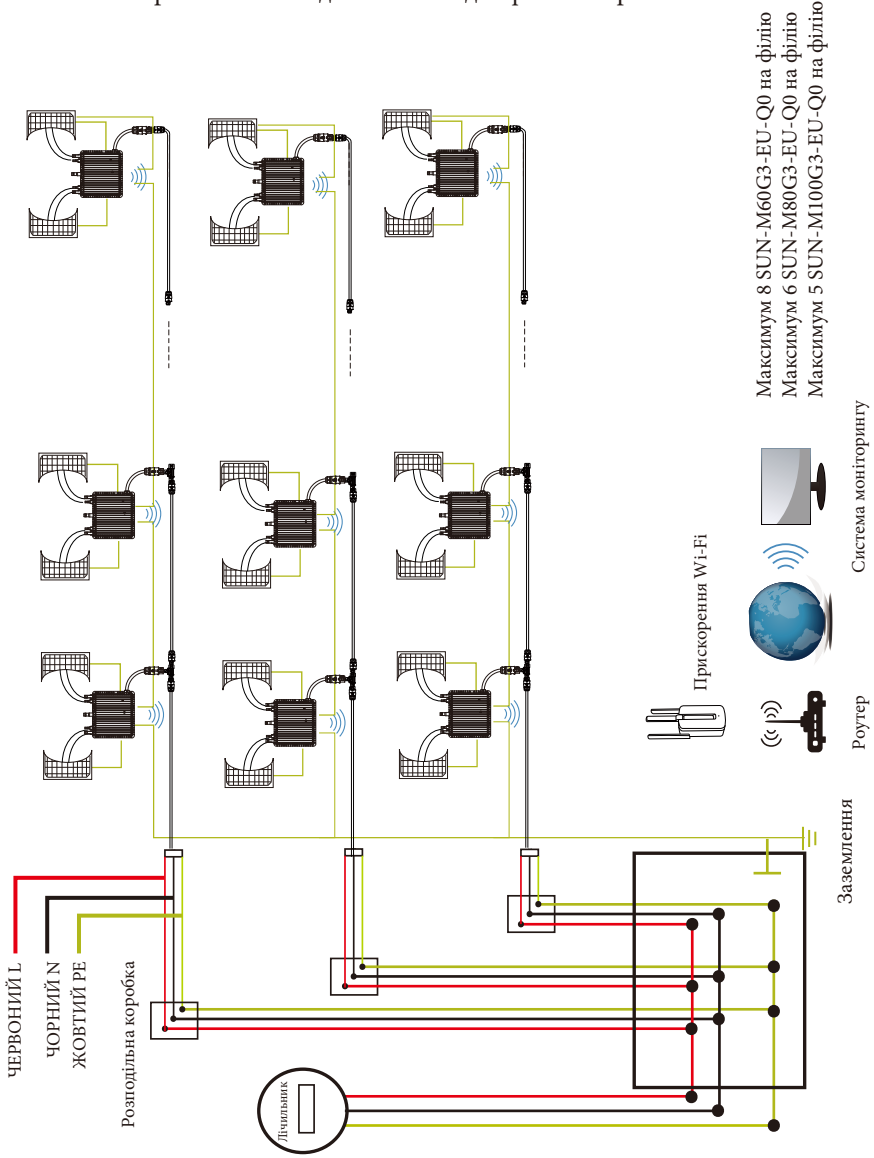 ЧЕРВОНИЙ L
ЧОРНИЙ N
ЖОВТИЙ PE
Розподільна коробка
Лічильник
Заземлення
Роутер
Прискорення Wi-Fi
Система моніторингу
Максимум 8 SUN-M60G3-EU-Q0 на філію
Максимум 6 SUN-M80G3-EU-Q0 на філію
Максимум 5 SUN-M100G3-EU-Q0 на філію